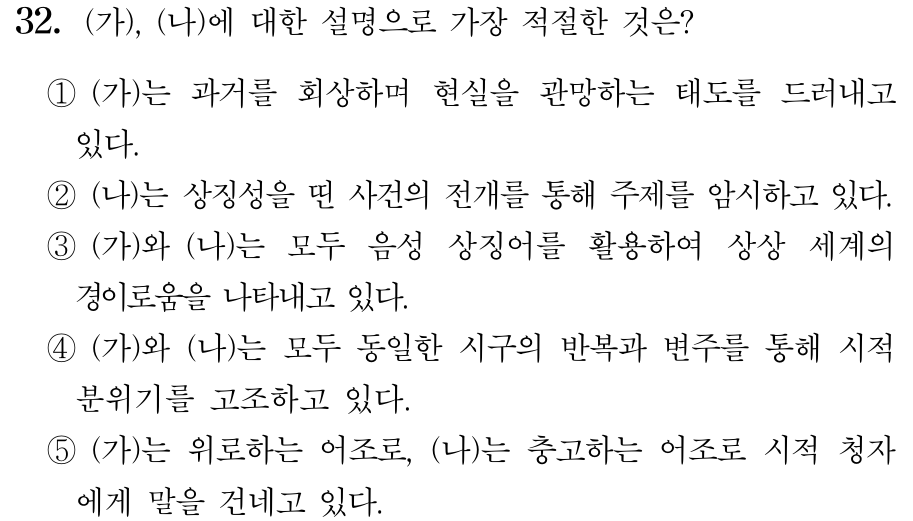 32. (가), (나)에 대한 설명으로 가장 적절한 것은?
① (가)는 과거를 회상하며 현실을 관망하는 태도를 드러내고
있다.
② (나)는 상징성을 띤 사건의 전개를 통해 주제를 암시하고 있다.
③ (가)와 (나)는 모두 음성 상징어를 활용하여 상상 세계의
경이로움을 나타내고 있다.
④ (가)와 (나)는 모두 동일한 시구의 반복과 변주를 통해 시적
분위기를 고조하고 있다.
⑤ (가)는 위로하는 어조로, (나)는 충고하는 어조로 시적 청자
에게 말을 건네고 있다.